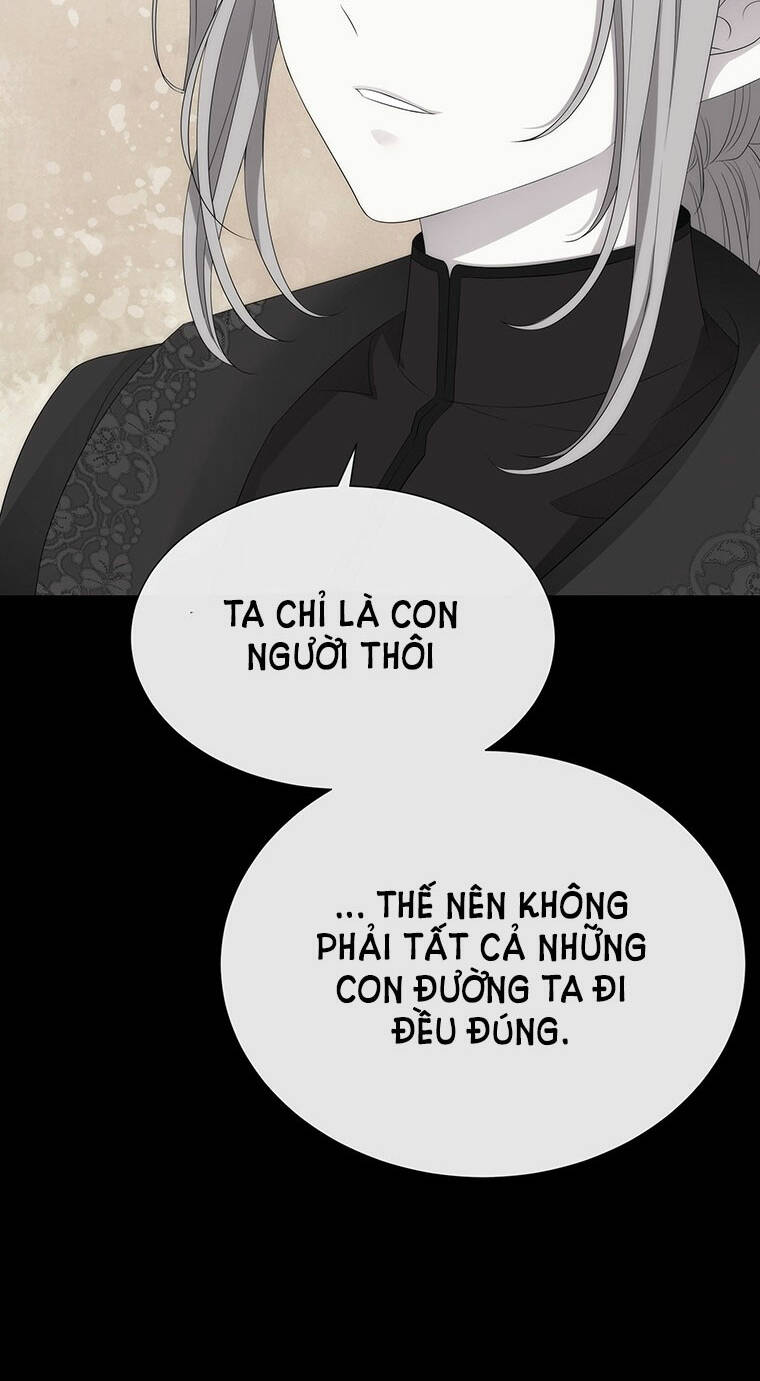 TA CHỈ LÀ CON
NGƯỜI THÔI
... THẾ NÊN KHÔNG
PHẢI TẤT CẢ NHỮNG
CON ĐƯỜNG TA ĐI
ĐỀU ĐÚNG.